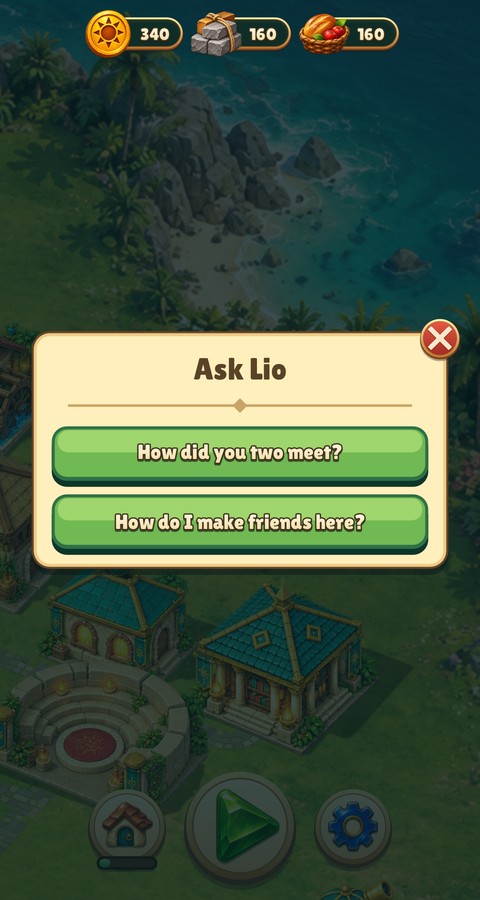 340
160
160
Ask Lio
How did you two meet?
How do I make friends here?